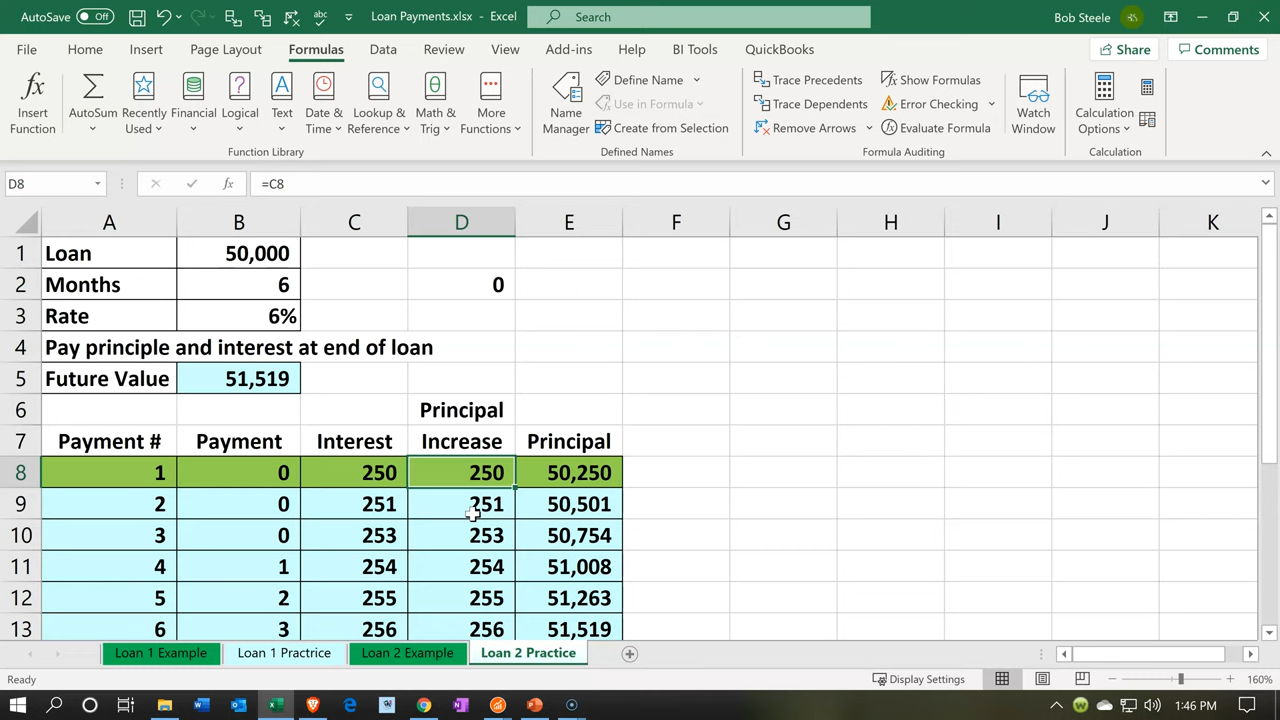 AutoSave Off Loan Payments.xlsx - Excel Search Bob Steele
File Home Insert Page Layout Formulas Data Review View Add-ins Help BI Tools QuickBooks Share Comments
Insert Function AutoSum Recently Used Financial Logical Text Date & Time Lookup & Reference Math & Trig More Functions
Function Library
Name Manager Define Name Use in Formula Create from Selection
Defined Names
Trace Precedents Trace Dependents Remove Arrows Show Formulas Error Checking Evaluate Formula Watch Window
Formula Auditing
Calculation Options
Calculation
D8 fx =C8
A B C D E F G H I J K
1 Loan 50,000
2 Months 6 0
3 Rate 6%
4 Pay principle and interest at end of loan
5 Future Value 51,519
6 Principal
7 Payment # Payment Interest Increase Principal
8 1 0 250 250 50,250
9 2 0 251 251 50,501
10 3 0 253 253 50,754
11 4 1 254 254 51,008
12 5 2 255 255 51,263
13 6 3 256 256 51,519
Loan 1 Example Loan 1 Practrice Loan 2 Example Loan 2 Practice
Ready Display Settings 160%
1:46 PM